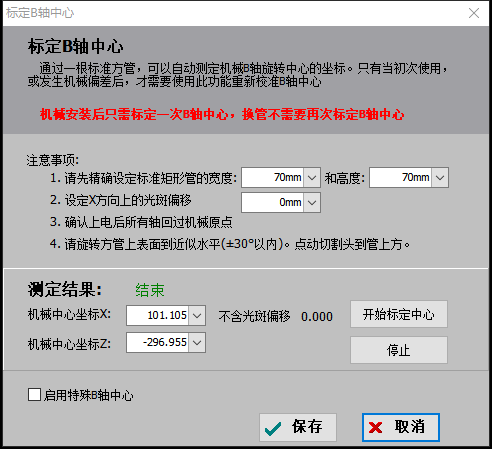 标定B轴中心
标定B轴中心
通过一根标准方管，可以自动测定机械B轴旋转中心的坐标。只有当初次使用，
或发生机械偏差后，才需要使用此功能重新校准B轴中心
机械安装后只需标定一次B轴中心，换管不需要再次标定B轴中心
注意事项:
1. 请先精确设定标准矩形管的宽度: 70mm 和高度: 70mm
2. 设定X方向上的光斑偏移 0mm
3. 确认上电后所有轴回过机械原点
4. 请旋转方管上表面到近似水平(±30°以内)。点动切割头到管上方。
测定结果: 结束
机械中心坐标X: 101.105 不含光斑偏移 0.000 开始标定中心
机械中心坐标Z: -296.955 停止
启用特殊B轴中心
保存 取消